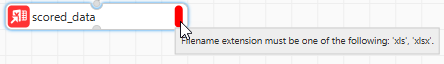 scored_data
Filename extension must be one of the following: 'xls', 'xlsx'.